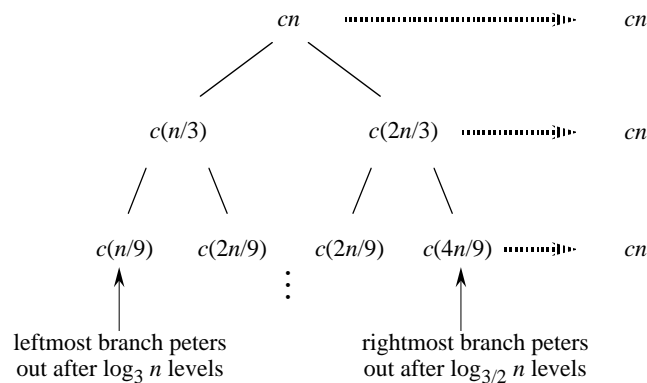 cn cn
c(n/3) c(2n/3) cn
c(n/9) c(2n/9) c(2n/9) c(4n/9) cn
leftmost branch peters
out after log₃ n levels
rightmost branch peters
out after log₃/₂ n levels